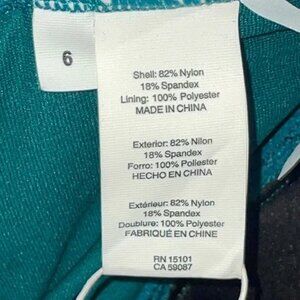 6
Shell: 82% Nylon
18% Spandex
Lining: 100% Polyester
MADE IN CHINA
Exterior: 82% Nilon
18% Spandex
Forro: 100% Poliester
HECHO EN CHINA
Extérieur: 82% Nylon
18% Spandex
Doublure: 100% Polyester
FABRIQUÉ EN CHINE
RN 15101
CA 59087